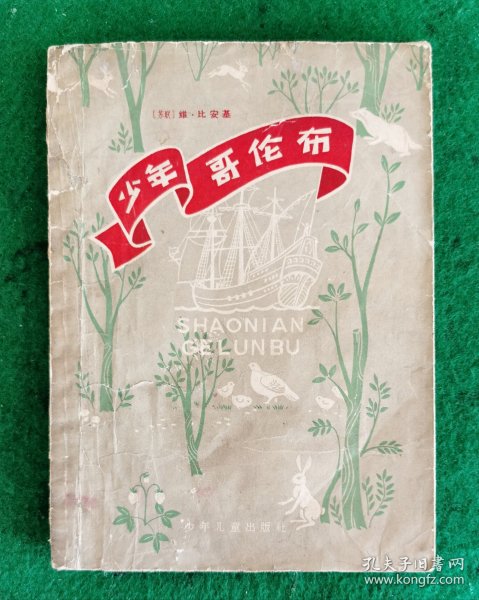 〔苏联〕维·比安基
少年 哥伦布
SHAONIAN
GELUNBU
少年儿童出版社
孔夫子旧书网
www.kongfz.com